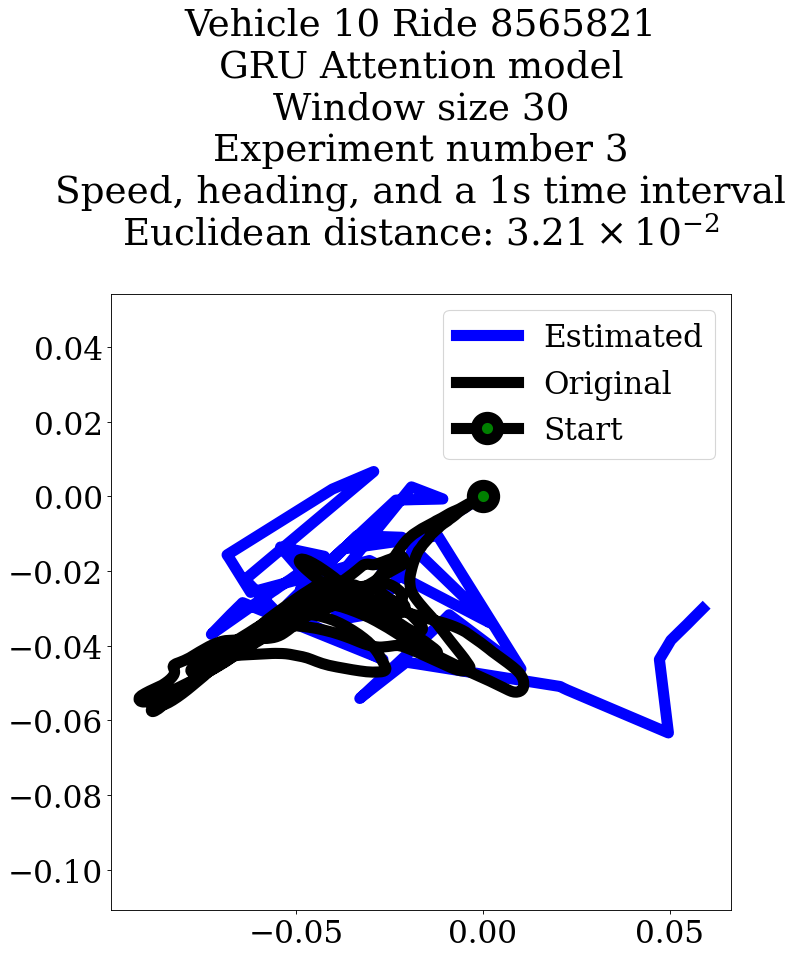 Vehicle 10 Ride 8565821
GRU Attention model
Window size 30
Experiment number 3
Speed, heading, and a 1s time interval
Euclidean distance: 3.21 × 10⁻²
Estimated
Original
Start
0.04
0.02
0.00
−0.02
−0.04
−0.06
−0.08
−0.10
−0.05
0.00
0.05